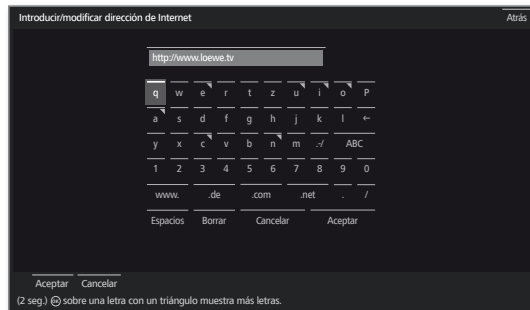 Introducir/modificar dirección de Internet Atrás
http://www.loewe.tv
q w e r t z u i o P
a s d f g h j k l ←
y x c v b n m .-/ ABC
1 2 3 4 5 6 7 8 9 0
www. .de .com .net . /
Espacios Borrar Cancelar Aceptar
Aceptar Cancelar
(2 seg.) OK sobre una letra con un triángulo muestra más letras.